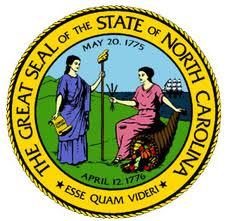 THE GREAT SEAL OF THE STATE OF NORTH CAROLINA
MAY 20. 1775
APRIL 12. 1776
★ ESSE QUAM VIDERI ★